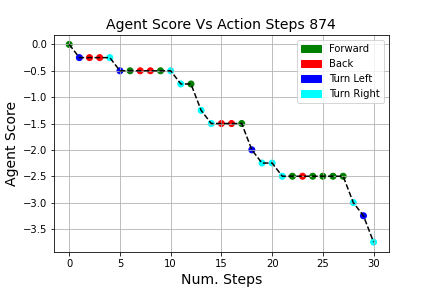 Agent Score Vs Action Steps 874
Forward
Back
Turn Left
Turn Right
Agent Score
0.0
−0.5
−1.0
−1.5
−2.0
−2.5
−3.0
−3.5
0 5 10 15 20 25 30
Num. Steps